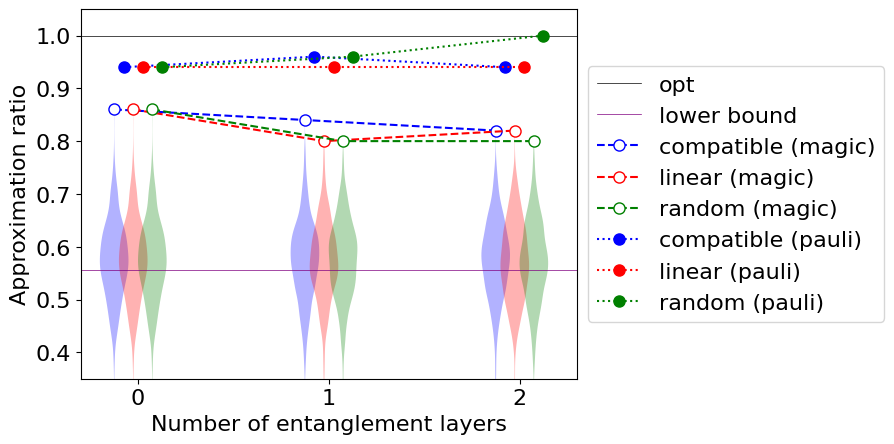 1.0
0.9
0.8
0.7
0.6
0.5
0.4
Approximation ratio
0 1 2
Number of entanglement layers
opt
lower bound
compatible (magic)
linear (magic)
random (magic)
compatible (pauli)
linear (pauli)
random (pauli)